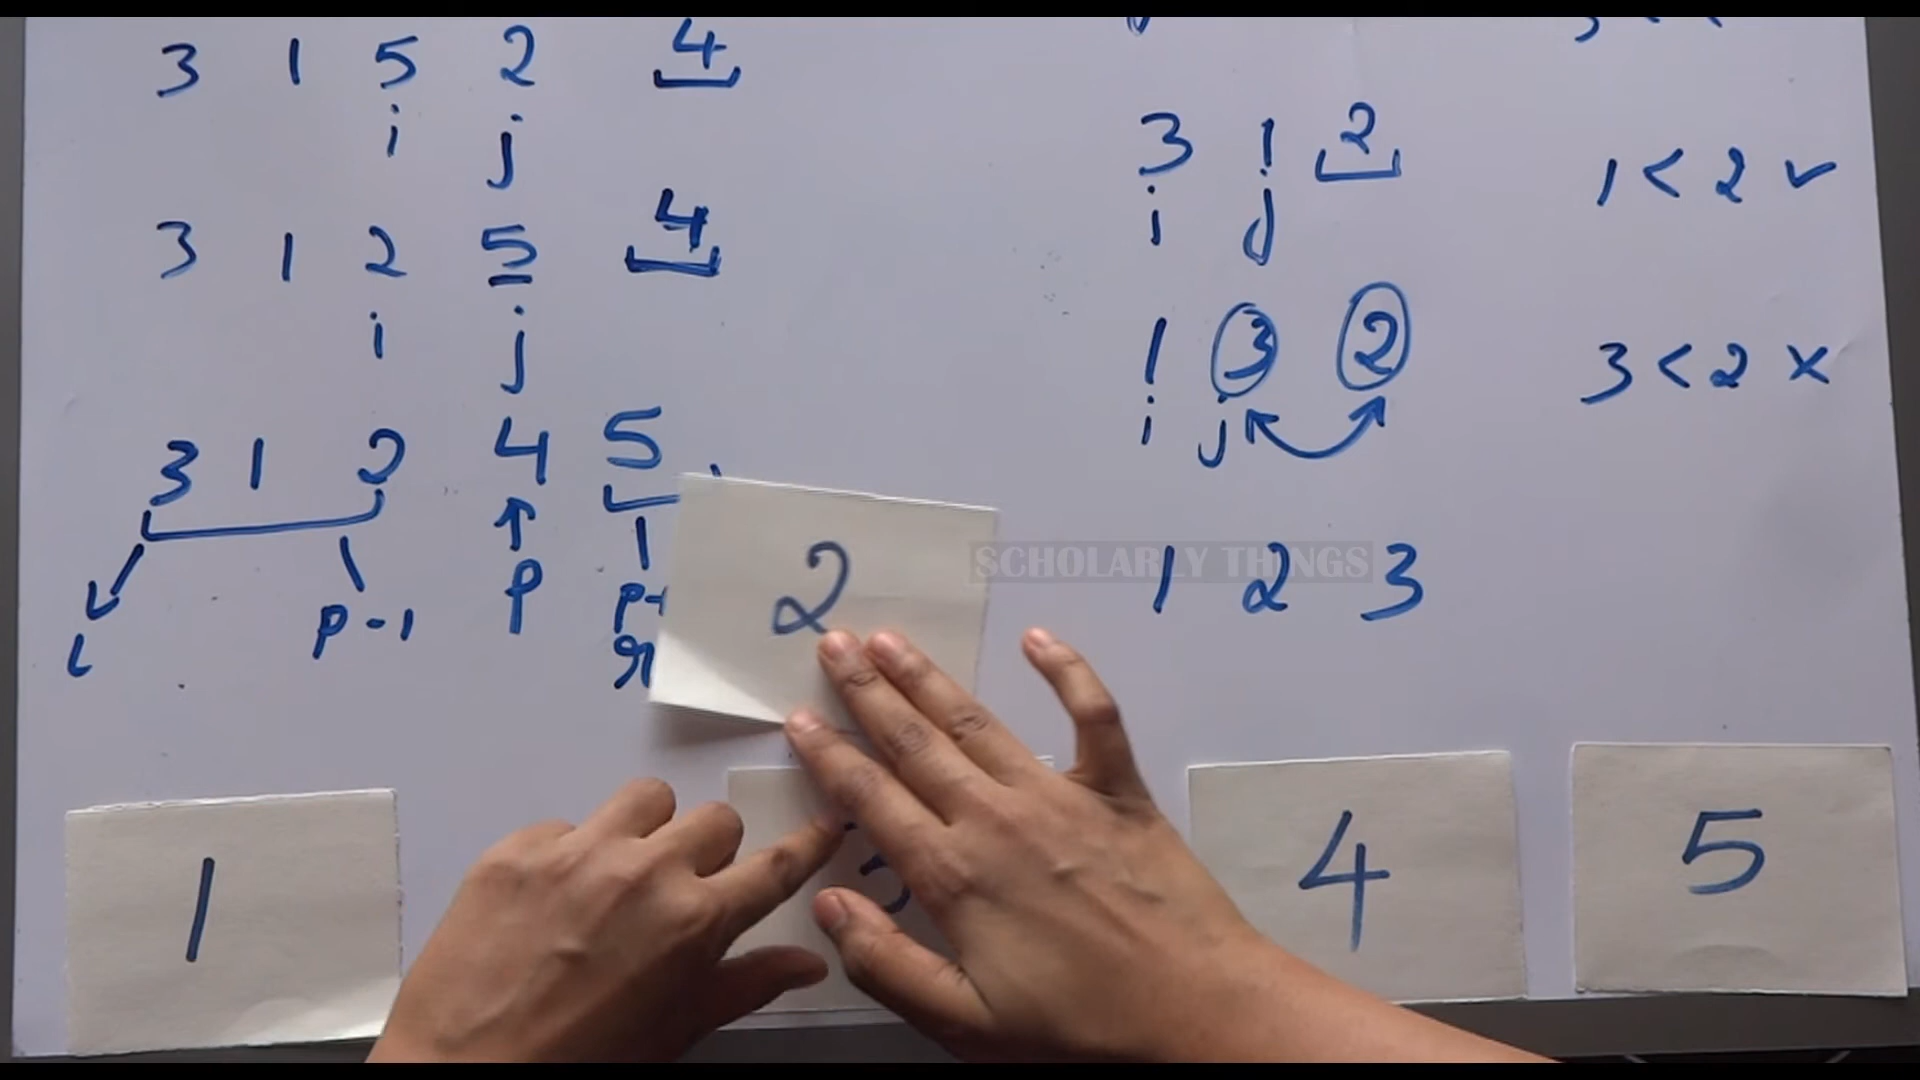 3 1 5 2 4
i j
3 1 2 5 4
i j
3 1 2 4 5
p-1 p
L
3 1 2 1 < 2 ✓
i j
1 3 2 3 < 2 ×
i j
1 2 3
SCHOLARLY THINGS
2
1 4 5